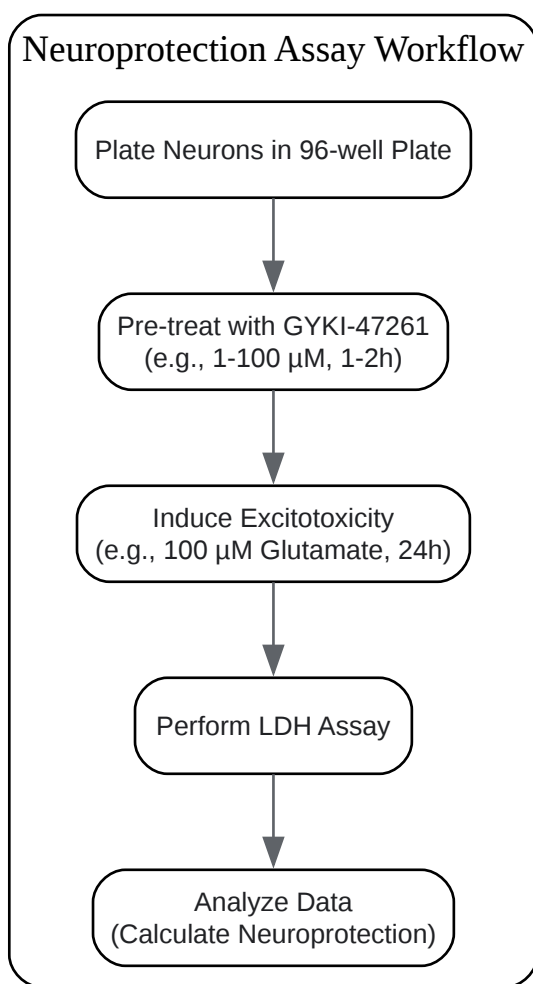 Neuroprotection Assay Workflow
Plate Neurons in 96-well Plate
Pre-treat with GYKI-47261
(e.g., 1-100 µM, 1-2h)
Induce Excitotoxicity
(e.g., 100 µM Glutamate, 24h)
Perform LDH Assay
Analyze Data
(Calculate Neuroprotection)